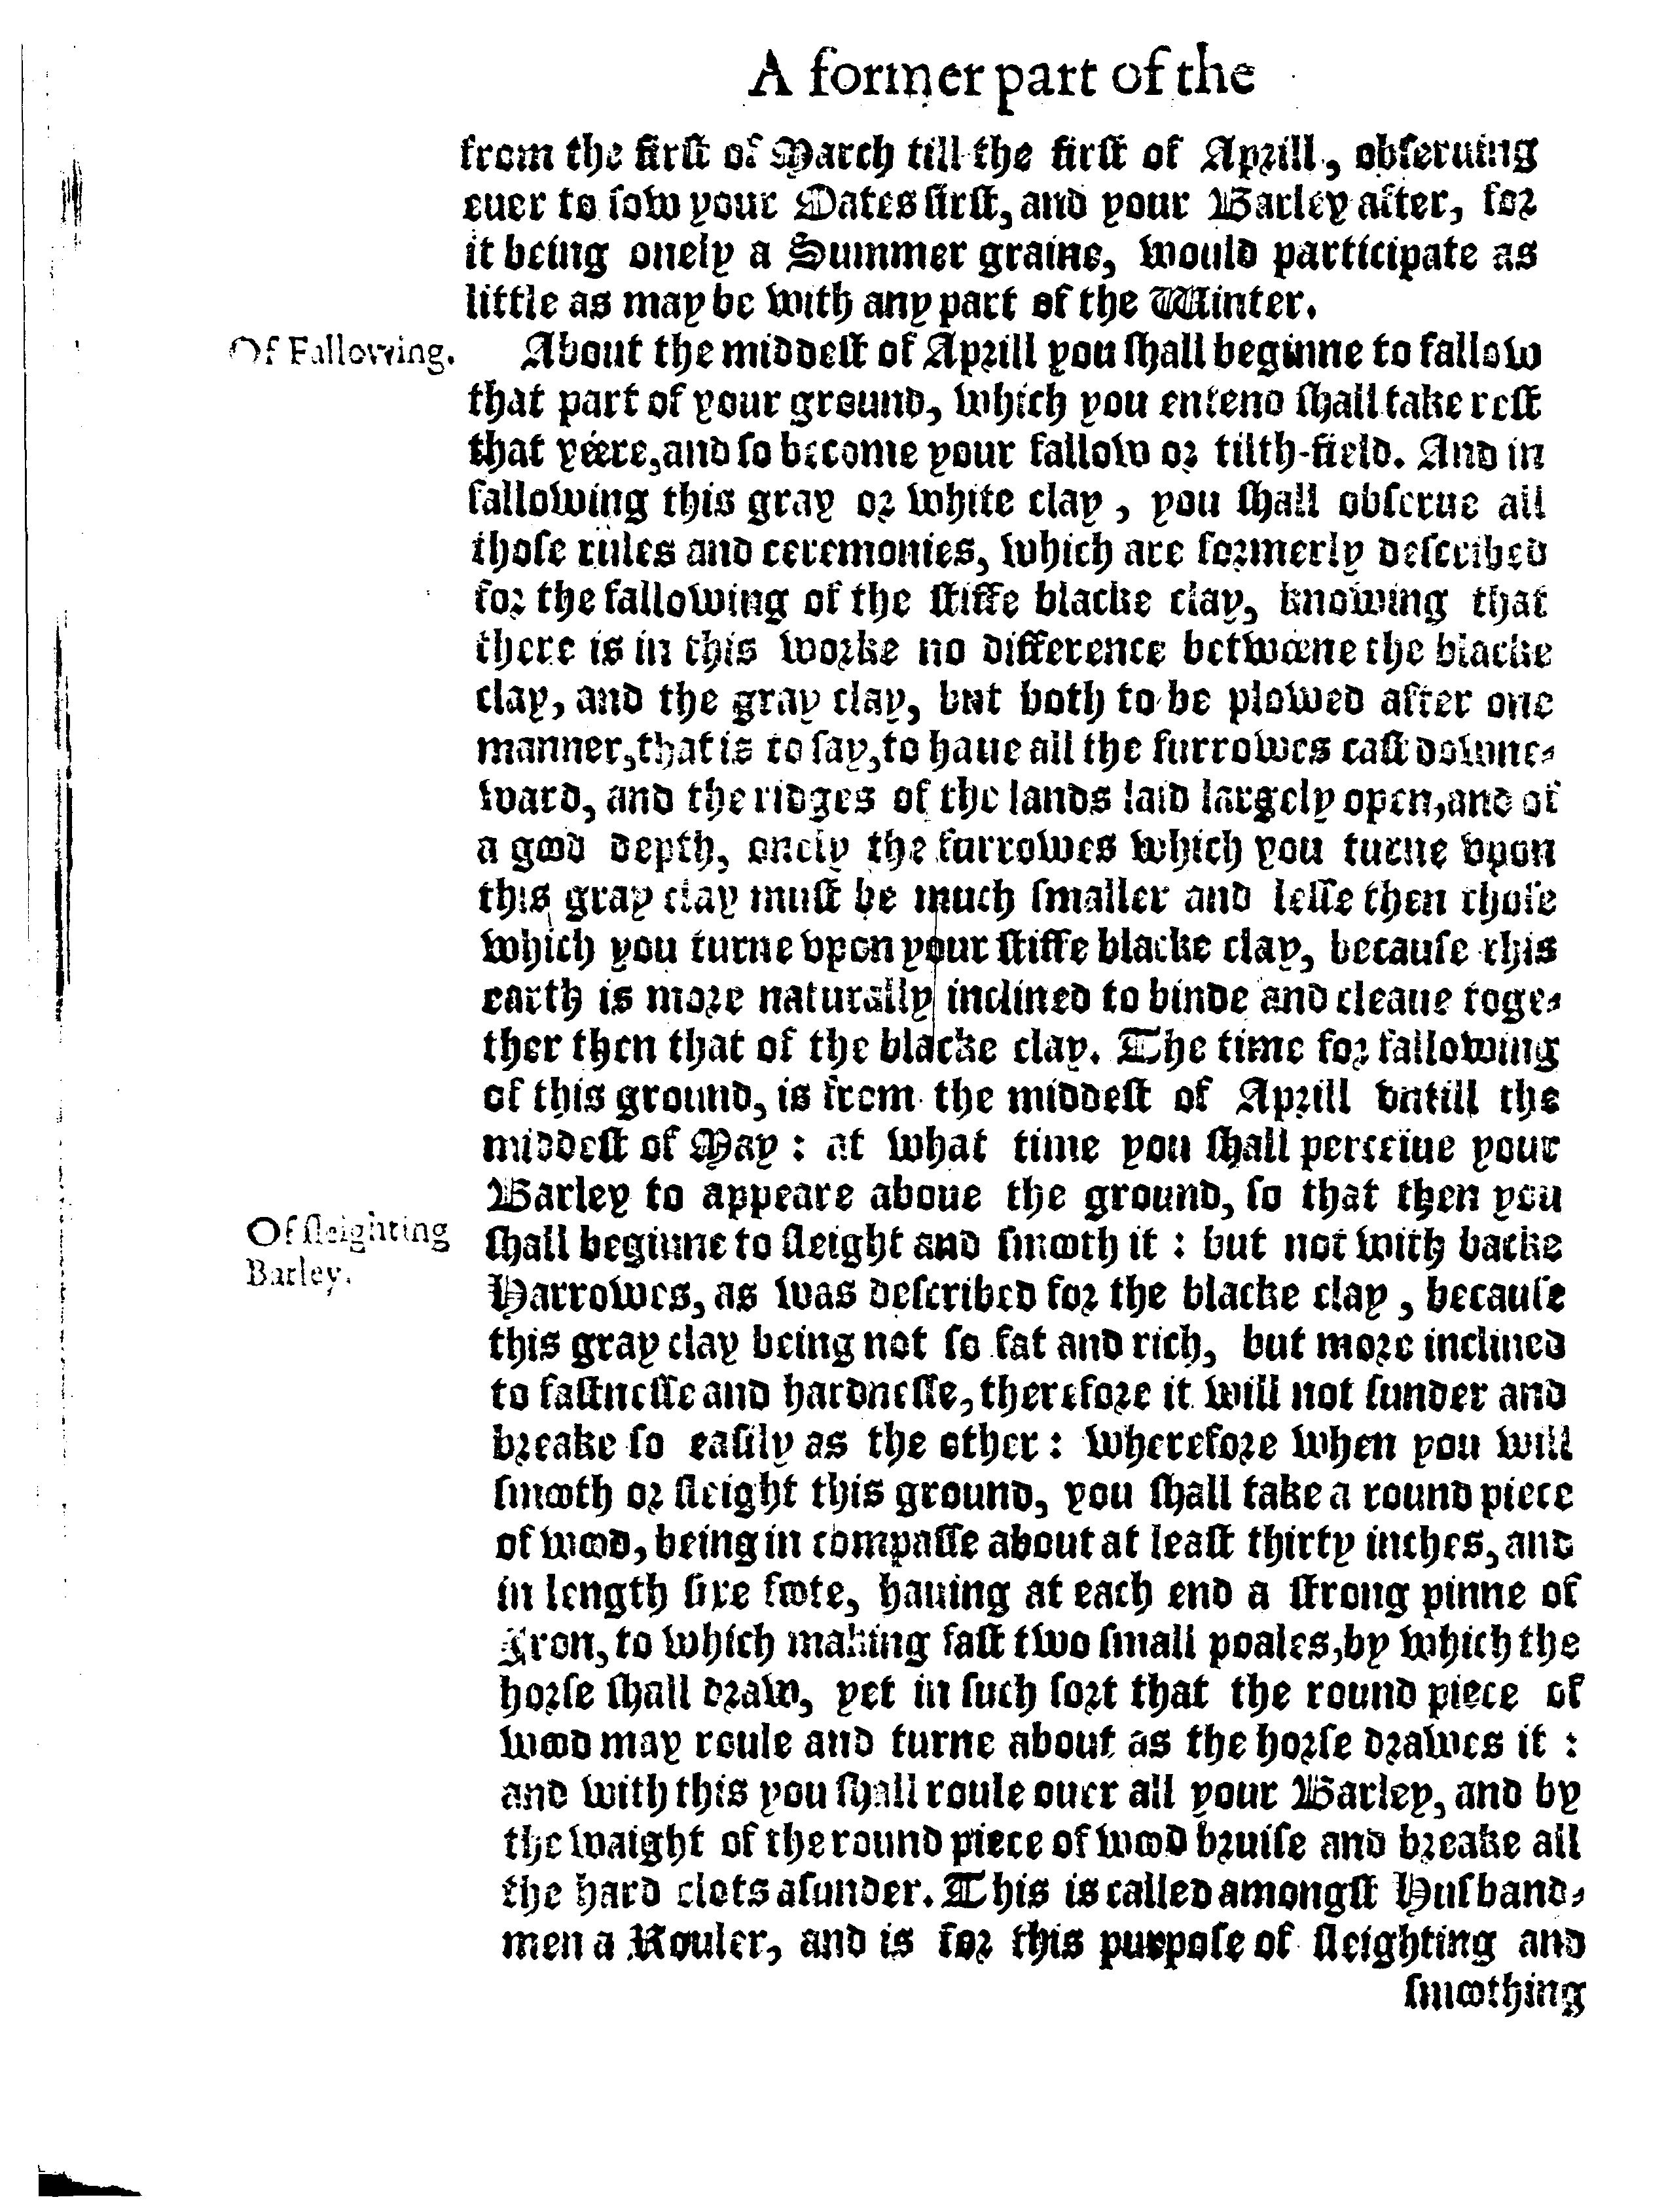 A former part of the
from the first of March till the first of Aprill, obseruing
euer to sow your Oates first, and your Barley after, for
it being onely a Summer graine, would participate as
little as may be with any part of the Winter.
Of Fallowing.
About the middest of Aprill you shall beginne to fallow
that part of your ground, which you entend shall take rest
that yéere, and so become your fallow or tilth-field. And in
fallowing this gray or white clay, you shall obserue all
those rules and ceremonies, which are formerly described
for the fallowing of the stiffe blacke clay, knowing that
there is in this worke no difference betwéene the blacke
clay, and the gray clay, but both to be plowed after one
manner, that is to say, to haue all the furrowes cast downe-
ward, and the ridges of the lands laid largely open, and of
a good depth, onely the furrowes which you turne vpon
this gray clay must be much smaller and lesse then those
which you turne vpon your stiffe blacke clay, because this
earth is more naturally inclined to binde and cleaue toge-
ther then that of the blacke clay. The time for fallowing
of this ground, is from the middest of Aprill vntill the
middest of May: at what time you shall perceiue your
Barley to appeare aboue the ground, so that then you
Of sleighting
Barley.
shall beginne to sleight and smooth it: but not with backe
Harrowes, as was described for the blacke clay, because
this gray clay being not so fat and rich, but more inclined
to fastnesse and hardnesse, therefore it will not sunder and
breake so easily as the other: wherefore when you will
smooth or sleight this ground, you shall take a round piece
of wood, being in compasse about at least thirty inches, and
in length sixe foote, hauing at each end a strong pinne of
Iron, to which making fast two small poales, by which the
horse shall draw, yet in such sort that the round piece of
wood may roule and turne about as the horse drawes it:
and with this you shall roule ouer all your Barley, and by
the waight of the round piece of wood bruise and breake all
the hard clots asunder. This is called amongst Husband-
men a Rouler, and is for this purpose of sleighting and
smoothing